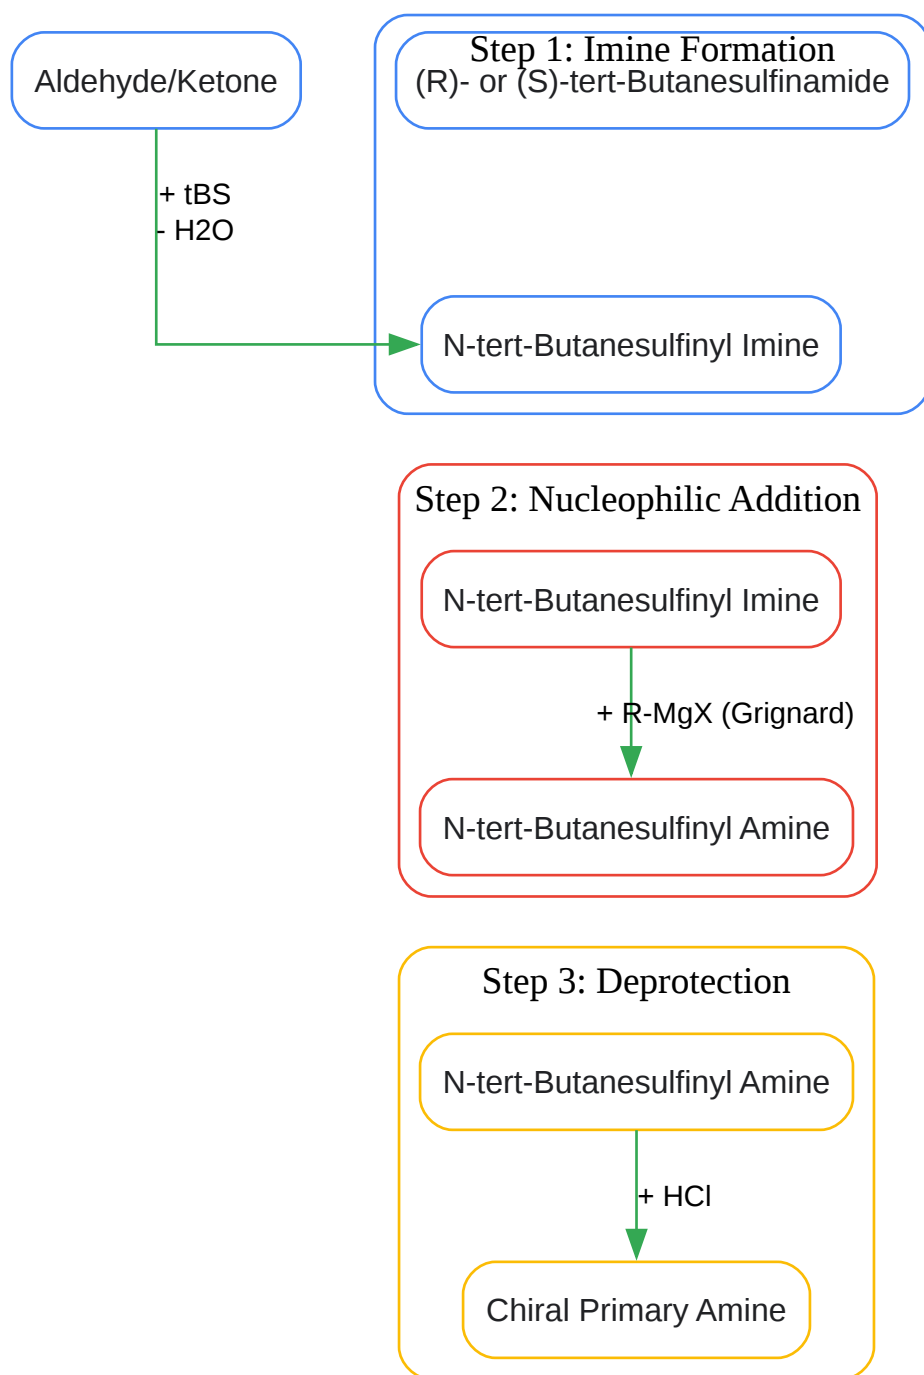 Aldehyde/Ketone
Step 1: Imine Formation
(R)- or (S)-tert-Butanesulfinamide
+ tBS
- H2O
N-tert-Butanesulfinyl Imine
Step 2: Nucleophilic Addition
N-tert-Butanesulfinyl Imine
+ R-MgX (Grignard)
N-tert-Butanesulfinyl Amine
Step 3: Deprotection
N-tert-Butanesulfinyl Amine
+ HCl
Chiral Primary Amine